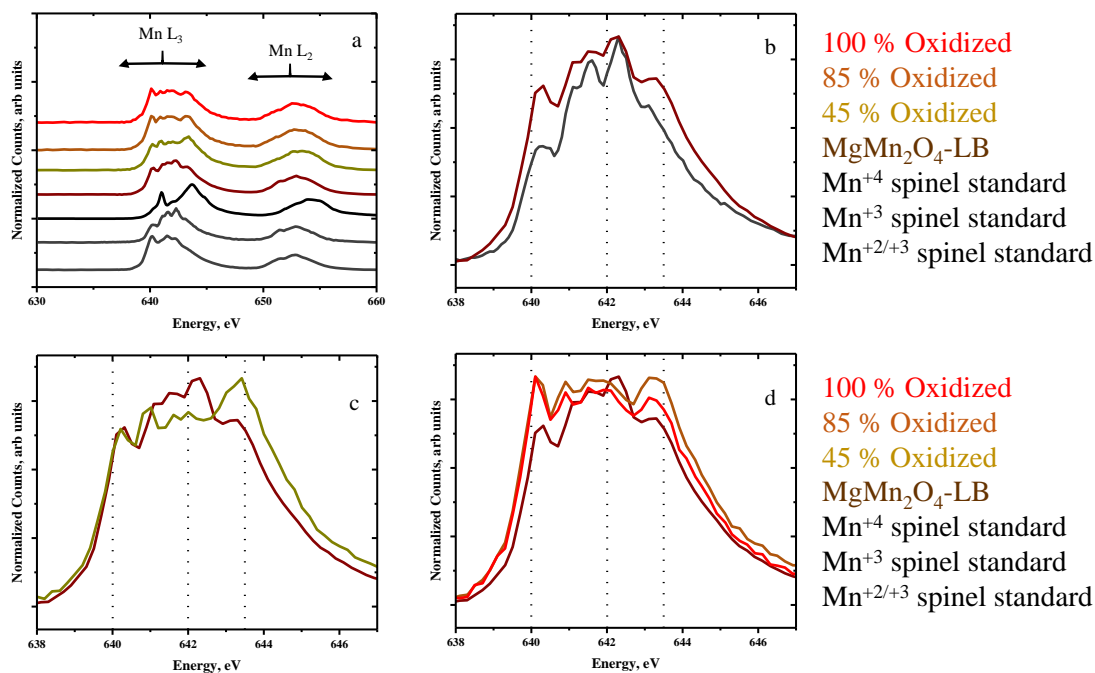 Mn L3
Mn L2
a
Normalized Counts, arb units
630
640
650
660
Energy, eV
b
Normalized Counts, arb units
638
640
642
644
646
Energy, eV
100 % Oxidized
85 % Oxidized
45 % Oxidized
MgMn2O4-LB
Mn+4 spinel standard
Mn+3 spinel standard
Mn+2/+3 spinel standard
c
Normalized Counts, arb units
638
640
642
644
646
Energy, eV
d
Normalized Counts, arb units
638
640
642
644
646
Energy, eV
100 % Oxidized
85 % Oxidized
45 % Oxidized
MgMn2O4-LB
Mn+4 spinel standard
Mn+3 spinel standard
Mn+2/+3 spinel standard